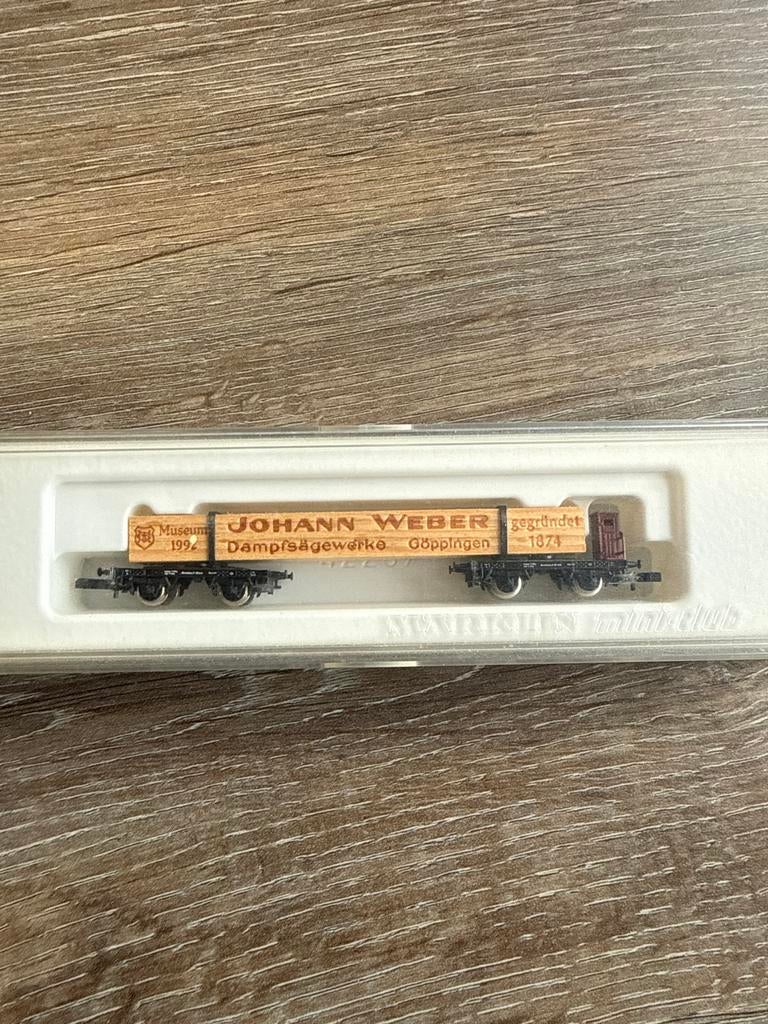 Museum
1992
JOHANN WEBER
Dampfsägewerke Göppingen
gegründet
1874
MÄRKLIN mini-club